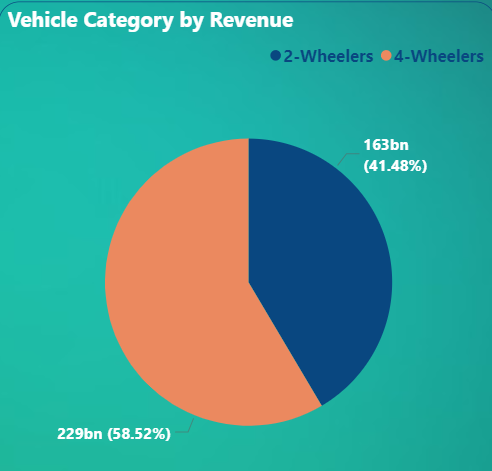 Vehicle Category by Revenue
2-Wheelers 4-Wheelers
163bn
(41.48%)
229bn (58.52%)